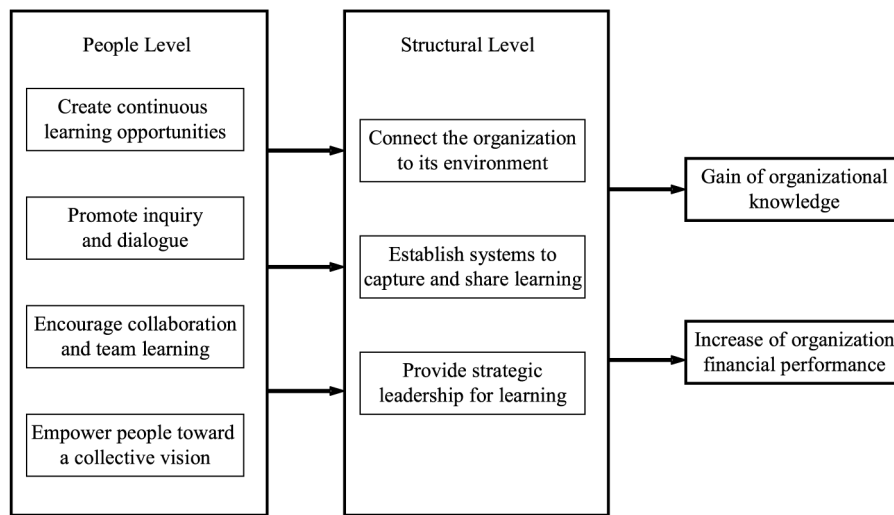 People Level
Create continuous
learning opportunities
Promote inquiry
and dialogue
Encourage collaboration
and team learning
Empower people toward
a collective vision
Structural Level
Connect the organization
to its environment
Establish systems to
capture and share learning
Provide strategic
leadership for learning
Gain of organizational
knowledge
Increase of organization
financial performance